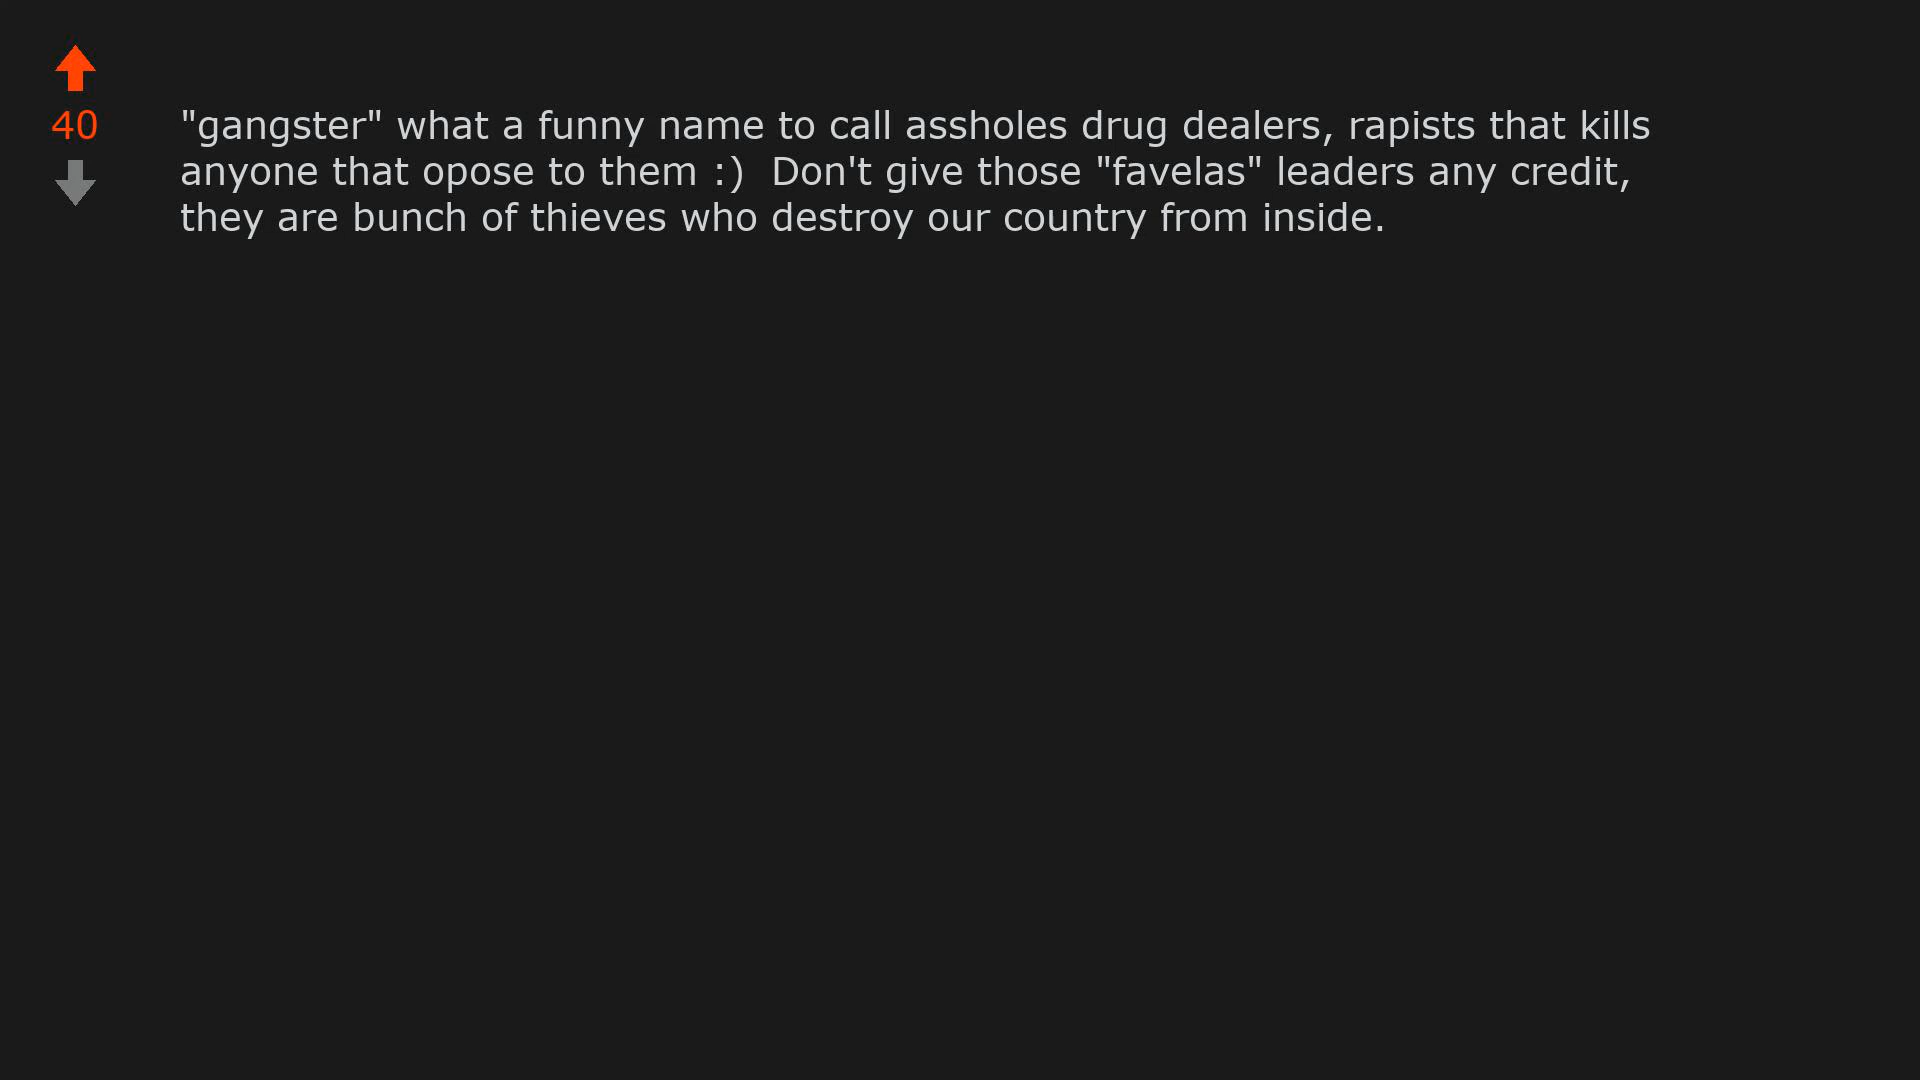 40
"gangster" what a funny name to call assholes drug dealers, rapists that kills
anyone that opose to them :)  Don't give those "favelas" leaders any credit,
they are bunch of thieves who destroy our country from inside.